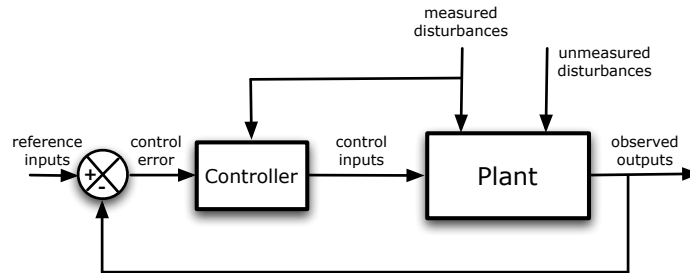 measured
disturbances
unmeasured
disturbances
reference
inputs
+
-
control
error
Controller
control
inputs
Plant
observed
outputs